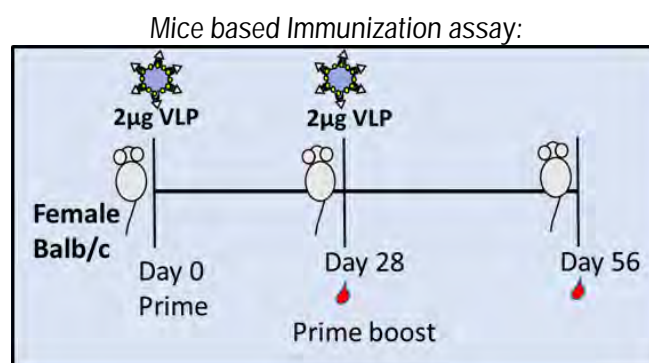 Mice based Immunization assay:
2µg VLP
2µg VLP
Female
Balb/c
Day 0
Prime
Day 28
Prime boost
Day 56